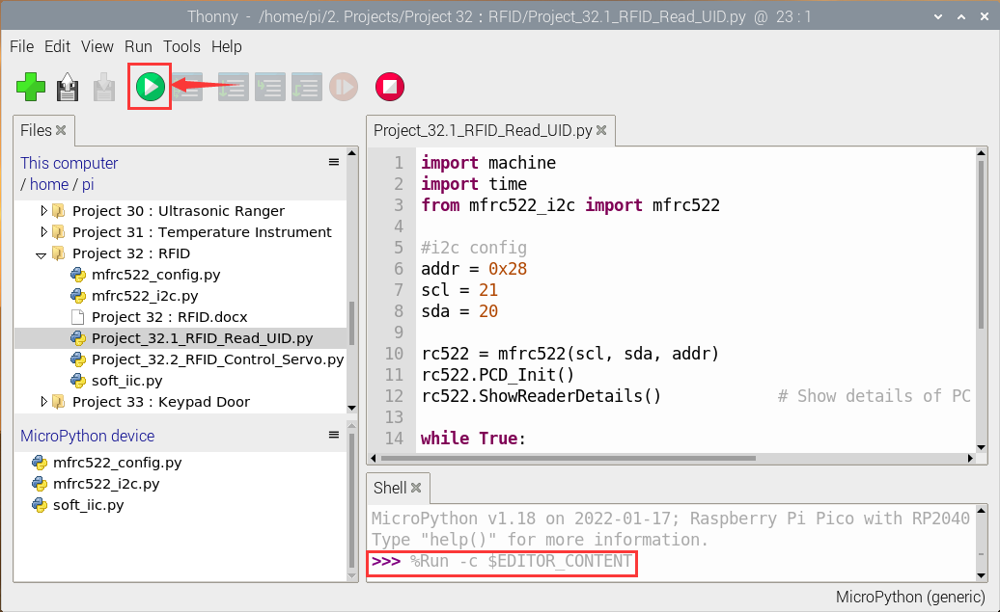 Thonny - /home/pi/2. Projects/Project 32 : RFID/Project_32.1_RFID_Read_UID.py @ 23 : 1
File Edit View Run Tools Help
Files
This computer
/ home / pi
Project 30 : Ultrasonic Ranger
Project 31 : Temperature Instrument
Project 32 : RFID
mfrc522_config.py
mfrc522_i2c.py
Project 32 : RFID.docx
Project_32.1_RFID_Read_UID.py
Project_32.2_RFID_Control_Servo.py
soft_iic.py
Project 33 : Keypad Door
MicroPython device
mfrc522_config.py
mfrc522_i2c.py
soft_iic.py
Project_32.1_RFID_Read_UID.py
1 import machine
2 import time
3 from mfrc522_i2c import mfrc522
4
5 #i2c config
6 addr = 0x28
7 scl = 21
8 sda = 20
9
10 rc522 = mfrc522(scl, sda, addr)
11 rc522.PCD_Init()
12 rc522.ShowReaderDetails() # Show details of PC
13
14 while True:
Shell
MicroPython v1.18 on 2022-01-17; Raspberry Pi Pico with RP2040
Type "help()" for more information.
>>> %Run -c $EDITOR_CONTENT
MicroPython (generic)